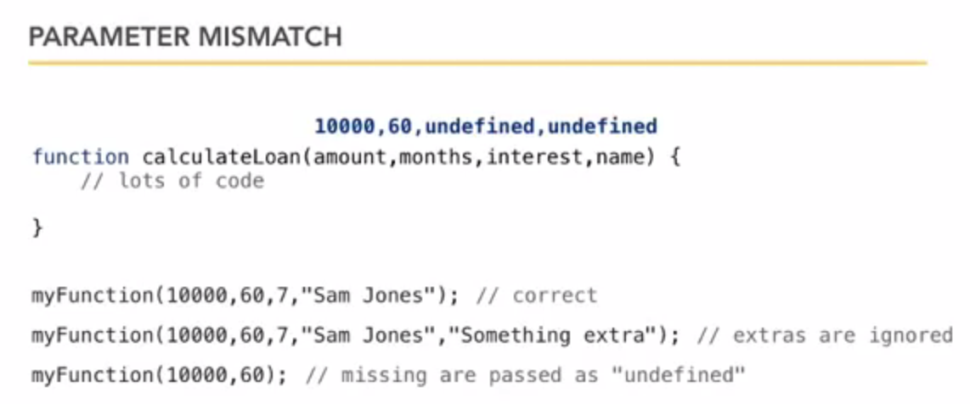 PARAMETER MISMATCH
10000,60,undefined,undefined
function calculateLoan(amount,months,interest,name) {
// lots of code
}
myFunction(10000,60,7,"Sam Jones"); // correct
myFunction(10000,60,7,"Sam Jones","Something extra"); // extras are ignored
myFunction(10000,60); // missing are passed as "undefined"